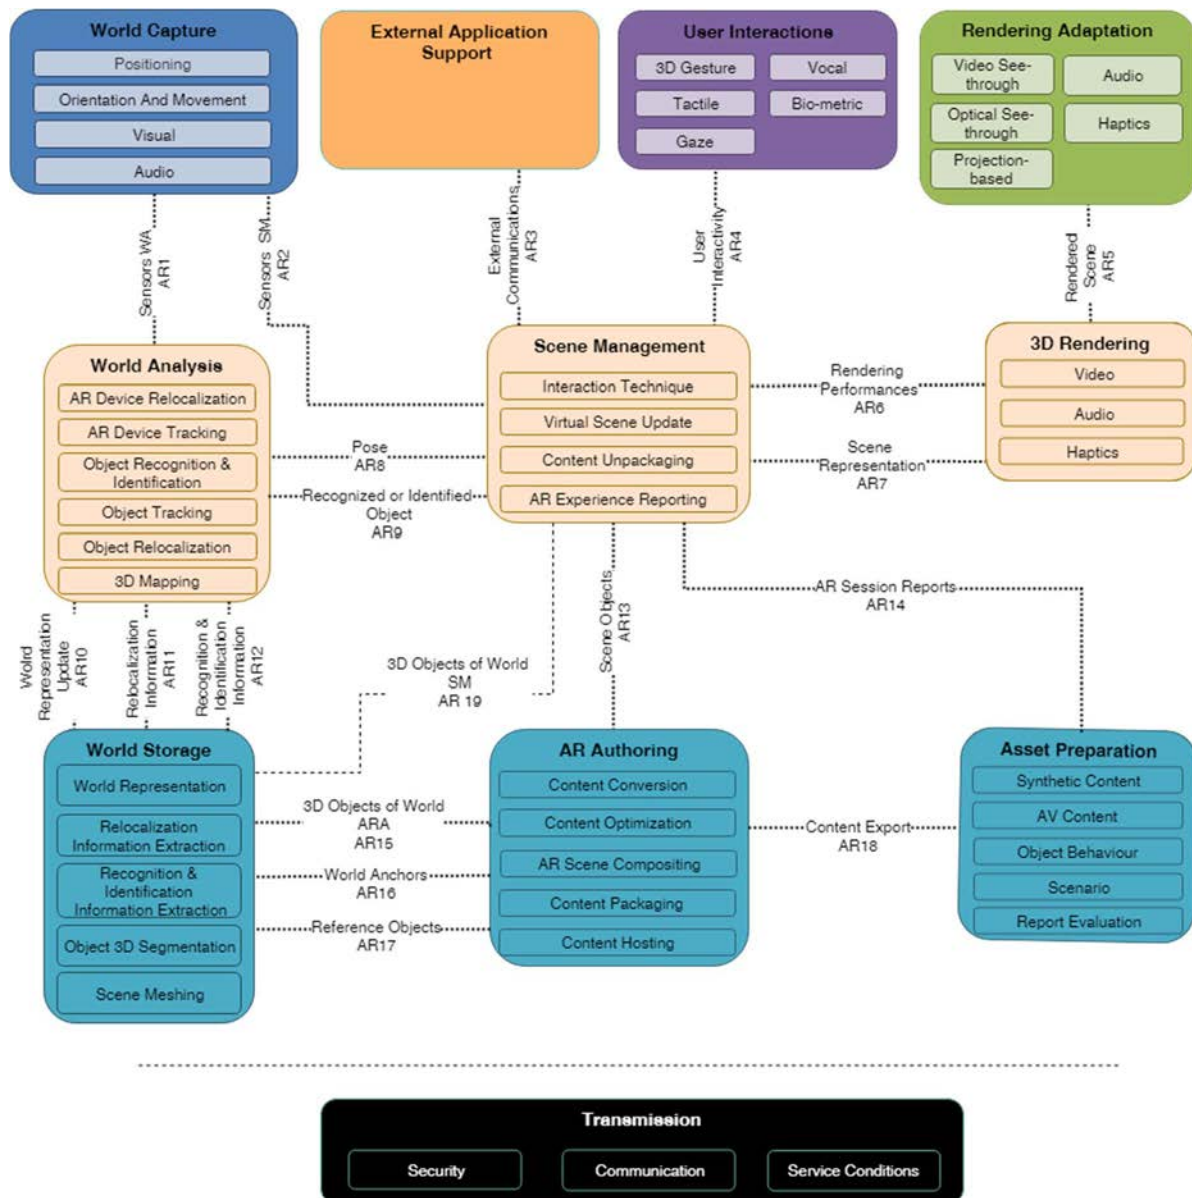 World Capture
Positioning
Orientation And Movement
Visual
Audio
External Application
Support
User Interactions
3D Gesture
Vocal
Tactile
Bio-metric
Gaze
Rendering Adaptation
Video See-
through
Audio
Optical See-
through
Haptics
Projection-
based
Sensors WA
AR1
Sensors SM
AR2
External
Communications
AR3
User
Interactivity
AR4
Rendered
Scene
AR5
World Analysis
AR Device Relocalization
AR Device Tracking
Object Recognition &
Identification
Object Tracking
Object Relocalization
3D Mapping
Pose
AR8
Recognized or Identified
Object
AR9
Scene Management
Interaction Technique
Virtual Scene Update
Content Unpackaging
AR Experience Reporting
Rendering
Performances
AR6
Scene
Representation
AR7
3D Rendering
Video
Audio
Haptics
Wolrd
Representation
Update
AR10
Relocalization
Information
AR11
Recognition &
Identification
Information
AR12
3D Objects of World
SM
AR 19
Scene Objects
AR13
AR Session Reports
AR14
World Storage
World Representation
Relocalization
Information Extraction
Recognition &
Identification
Information Extraction
Object 3D Segmentation
Scene Meshing
3D Objects of World
ARA
AR15
World Anchors
AR16
Reference Objects
AR17
AR Authoring
Content Conversion
Content Optimization
AR Scene Compositing
Content Packaging
Content Hosting
Content Export
AR18
Asset Preparation
Synthetic Content
AV Content
Object Behaviour
Scenario
Report Evaluation
Transmission
Security
Communication
Service Conditions